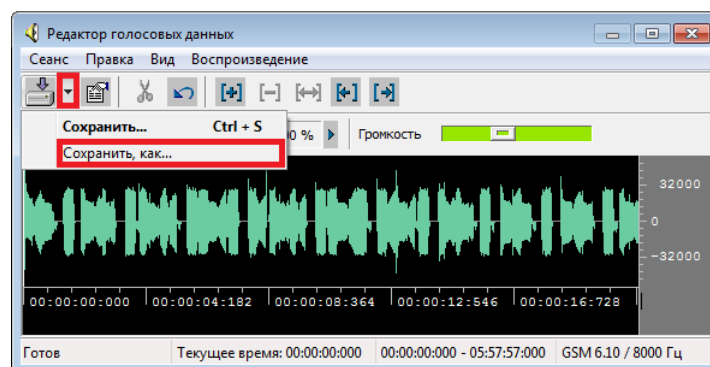 Редактор голосовых данных
Сеанс Правка Вид Воспроизведение
Сохранить... Ctrl + S
0 % Громкость
Сохранить, как...
32000
0
-32000
00:00:00:000 00:00:04:182 00:00:08:364 00:00:12:546 00:00:16:728
Готов Текущее время: 00:00:00:000 00:00:00:000 - 05:57:57:000 GSM 6.10 / 8000 Гц